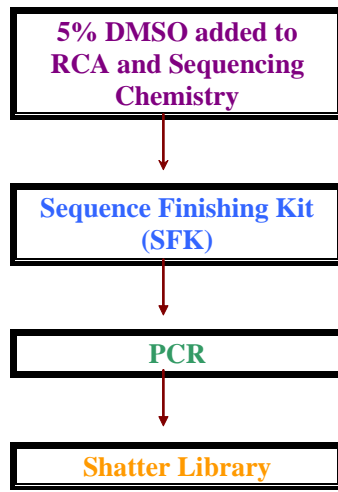 5% DMSO added to
RCA and Sequencing
Chemistry
Sequence Finishing Kit
(SFK)
PCR
Shatter Library